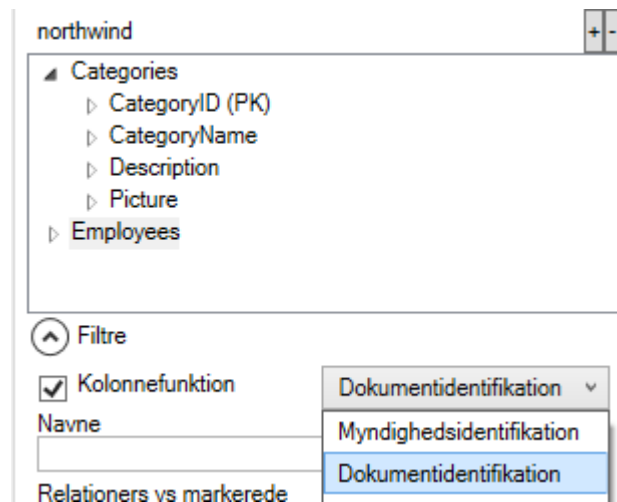 northwind
+ -
Categories
CategoryID (PK)
CategoryName
Description
Picture
Employees
Filtre
Kolonnefunktion
Dokumentidentifikation
Navne
Myndighedsidentifikation
Dokumentidentifikation
Relationers vs markerede